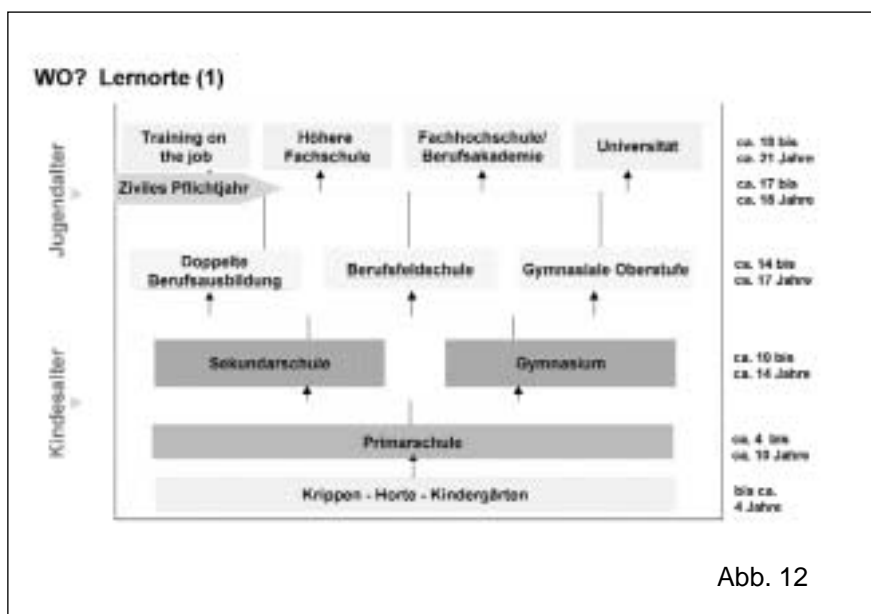 WO? Lernorte (1)
Training on
the job
Höhere
Fachschule
Fachhochschule/
Berufsakademie
Universität
ca. 18 bis
ca. 21 Jahre
Ziviles Pflichtjahr
ca. 17 bis
ca. 18 Jahre
Jugendalter
Doppelte
Berufsausbildung
Berufsfeldschule
Gymnasiale Oberstufe
ca. 14 bis
ca. 17 Jahre
Sekundarschule
Gymnasium
ca. 10 bis
ca. 14 Jahre
Kindesalter
Primarschule
ca. 4 bis
ca. 10 Jahre
Krippen - Horte - Kindergärten
bis ca.
4 Jahre
Abb. 12